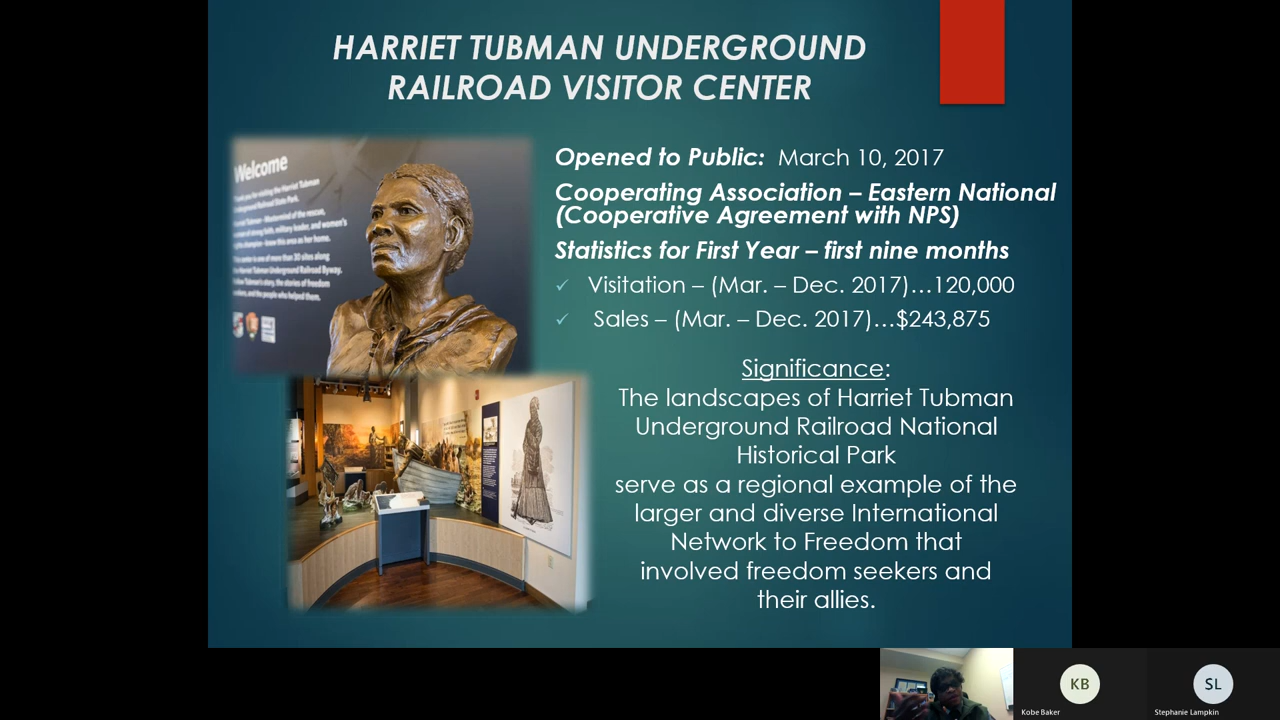 HARRIET TUBMAN UNDERGROUND
RAILROAD VISITOR CENTER
Welcome
Opened to Public: March 10, 2017
Cooperating Association – Eastern National
(Cooperative Agreement with NPS)
Statistics for First Year – first nine months
✓ Visitation – (Mar. – Dec. 2017)…120,000
✓ Sales – (Mar. – Dec. 2017)…$243,875
Significance:
The landscapes of Harriet Tubman
Underground Railroad National
Historical Park
serve as a regional example of the
larger and diverse International
Network to Freedom that
involved freedom seekers and
their allies.
KB
Kobe Baker
SL
Stephanie Lampkin